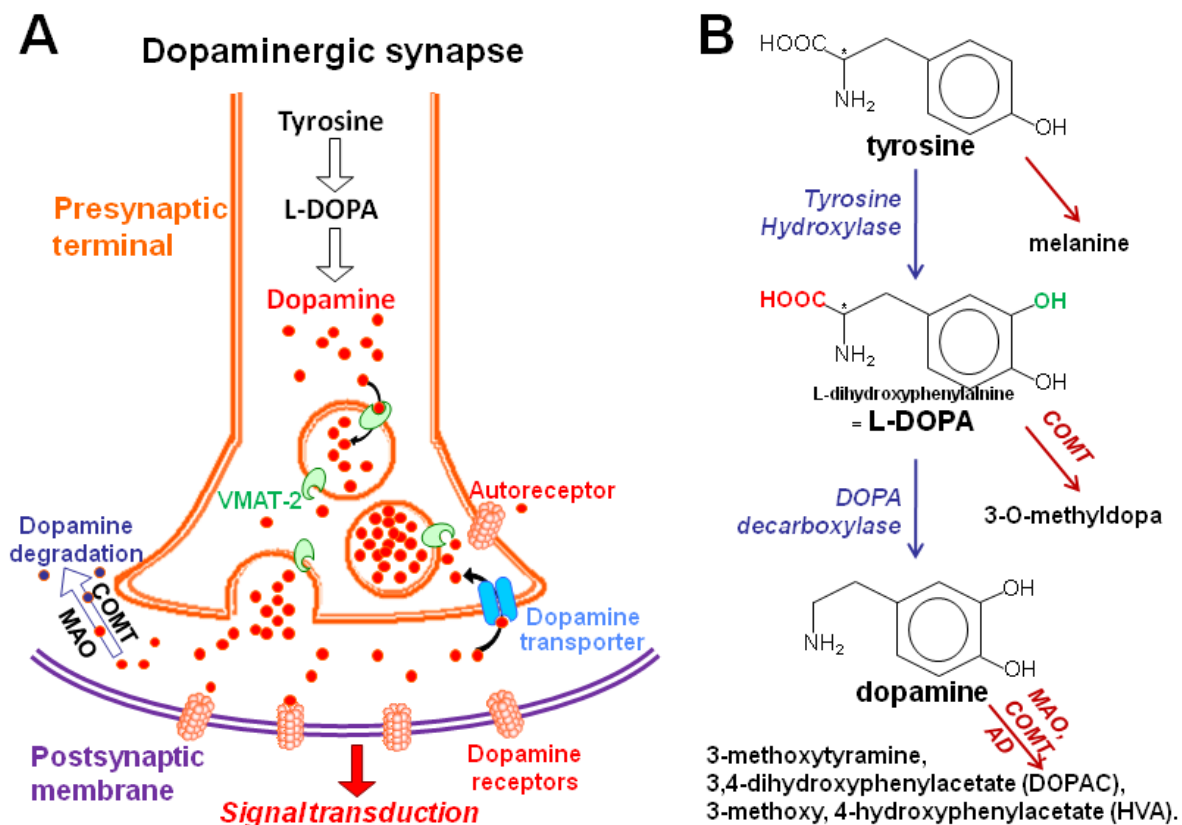 A
Dopaminergic synapse
Tyrosine
L-DOPA
Dopamine
Presynaptic
terminal
VMAT-2
Autoreceptor
Dopamine
degradation
COMT
MAO
Dopamine
transporter
Postsynaptic
membrane
Dopamine
receptors
Signal transduction
B
HOOC
*
NH2
OH
tyrosine
Tyrosine
Hydroxylase
melanine
HOOC
*
OH
NH2
OH
L-dihydroxyphenylalnine
= L-DOPA
COMT
DOPA
decarboxylase
3-O-methyldopa
OH
NH2
OH
dopamine
MAO,
COMT,
AD
3-methoxytyramine,
3,4-dihydroxyphenylacetate (DOPAC),
3-methoxy, 4-hydroxyphenylacetate (HVA).